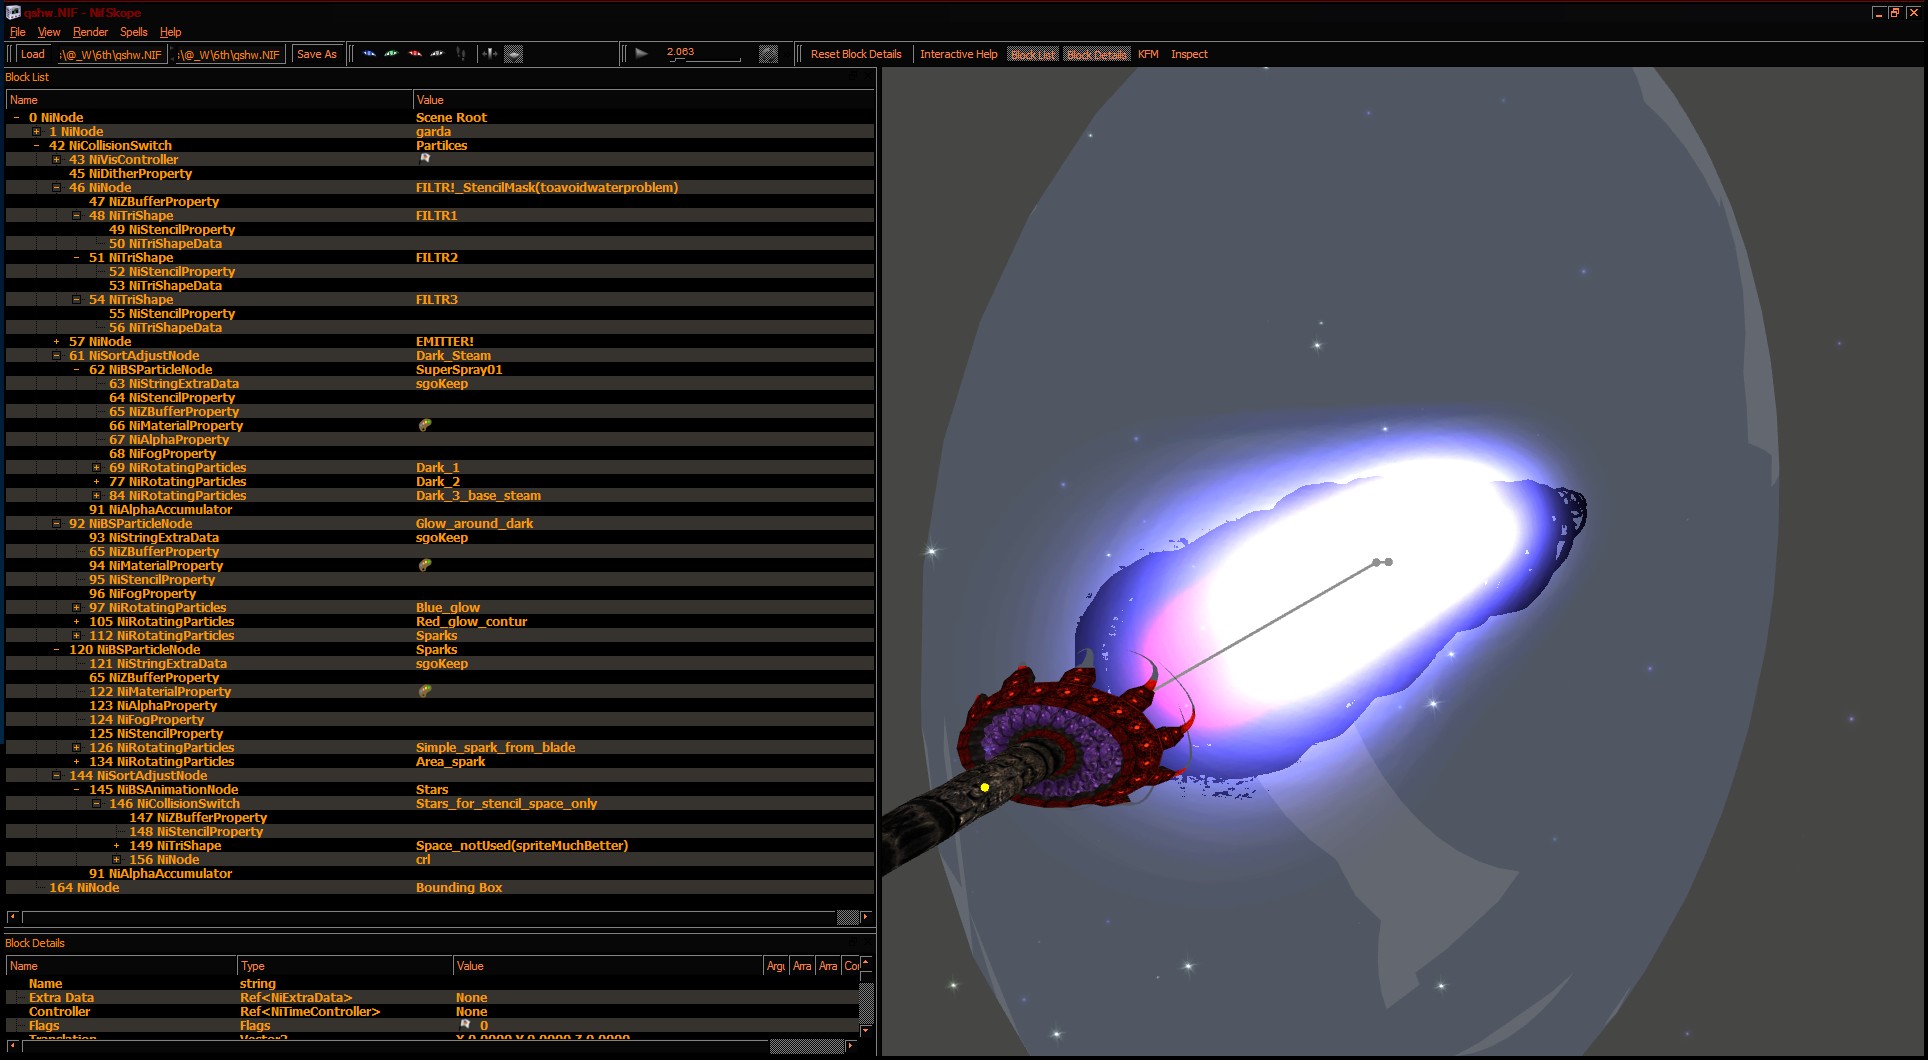 qshw_NIF - NifSkope
File View Render Spells Help
Load :\@_W\6th\qshw.NIF :\@_W\6th\qshw.NIF Save As 2.063 Reset Block Details Interactive Help Block List Block Details KFM Inspect
Block List
Name Value
0 NiNode Scene Root
1 NiNode garda
42 NiCollisionSwitch Partilces
43 NiVisController
45 NiDitherProperty
46 NiNode FILTR!_StencilMask(toavoidwaterproblem)
47 NiZBufferProperty
48 NiTriShape FILTR1
49 NiStencilProperty
50 NiTriShapeData
51 NiTriShape FILTR2
52 NiStencilProperty
53 NiTriShapeData
54 NiTriShape FILTR3
55 NiStencilProperty
56 NiTriShapeData
57 NiNode EMITTER!
61 NiSortAdjustNode Dark_Steam
62 NiBSParticleNode SuperSpray01
63 NiStringExtraData sgoKeep
64 NiStencilProperty
65 NiZBufferProperty
66 NiMaterialProperty
67 NiAlphaProperty
68 NiFogProperty
69 NiRotatingParticles Dark_1
77 NiRotatingParticles Dark_2
84 NiRotatingParticles Dark_3_base_steam
91 NiAlphaAccumulator
92 NiBSParticleNode Glow_around_dark
93 NiStringExtraData sgoKeep
65 NiZBufferProperty
94 NiMaterialProperty
95 NiStencilProperty
96 NiFogProperty
97 NiRotatingParticles Blue_glow
105 NiRotatingParticles Red_glow_contur
112 NiRotatingParticles Sparks
120 NiBSParticleNode Sparks
121 NiStringExtraData sgoKeep
65 NiZBufferProperty
122 NiMaterialProperty
123 NiAlphaProperty
124 NiFogProperty
125 NiStencilProperty
126 NiRotatingParticles Simple_spark_from_blade
134 NiRotatingParticles Area_spark
144 NiSortAdjustNode
145 NiBSAnimationNode Stars
146 NiCollisionSwitch Stars_for_stencil_space_only
147 NiZBufferProperty
148 NiStencilProperty
149 NiTriShape Space_notUsed(spriteMuchBetter)
156 NiNode crl
91 NiAlphaAccumulator
164 NiNode Bounding Box
Block Details
Name Type Value Argu Arra Arra Co
Name string
Extra Data Ref<NiExtraData> None
Controller Ref<NiTimeController> None
Flags Flags 0
Translation Vector3 X 0.0000 Y 0.0000 Z 0.0000